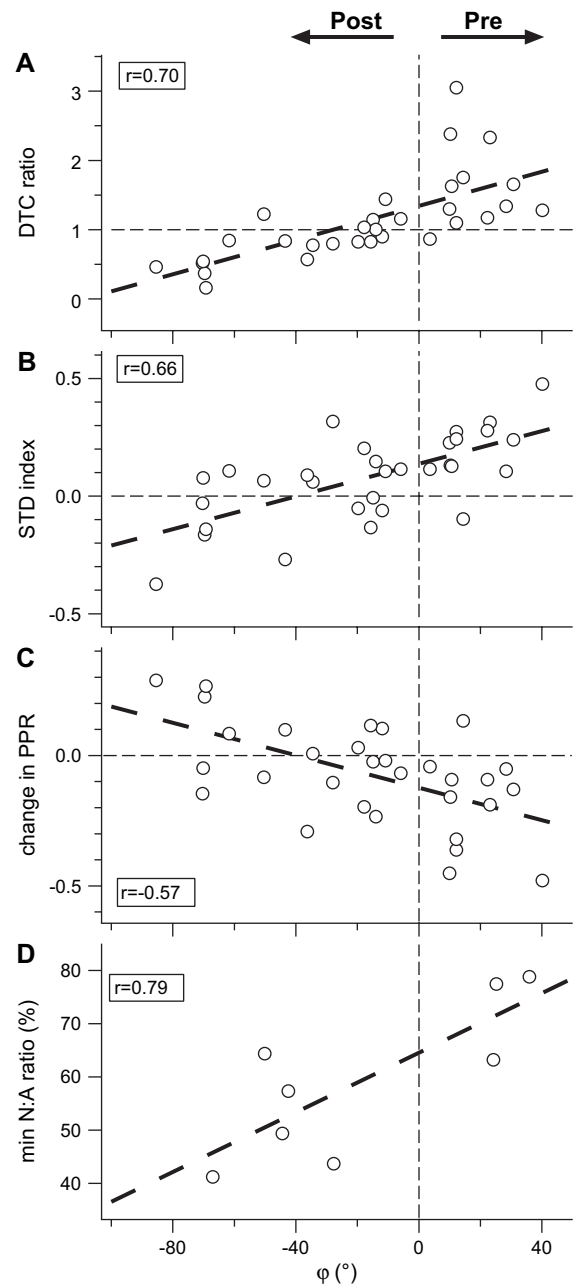 Post Pre
A
r=0.70
3
2
1
0
DTC ratio
B
r=0.66
0.5
0.0
-0.5
STD index
C
0.0
-0.5
change in PPR
r=-0.57
D
r=0.79
80
70
60
50
40
min N:A ratio (%)
-80 -40 0 40
φ (°)